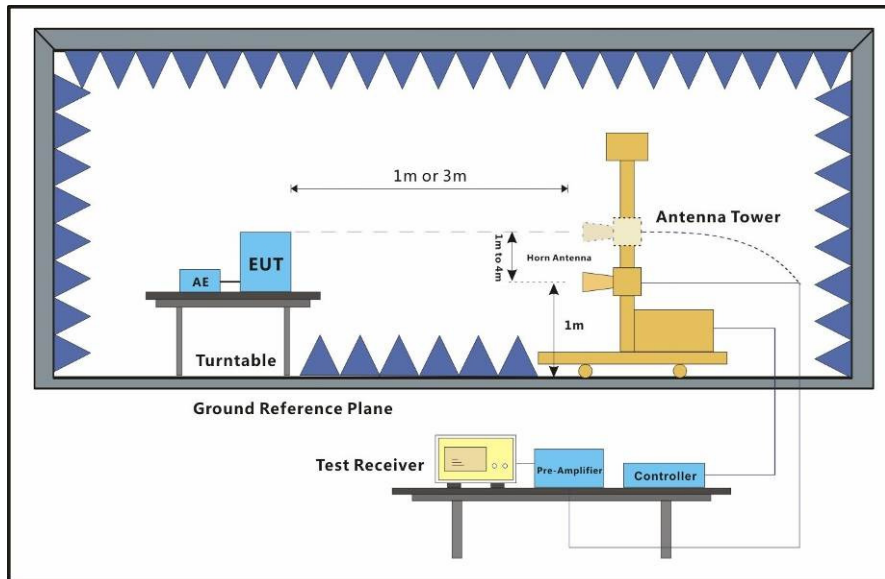 1m or 3m
Antenna Tower
1m to 4m
Horn Antenna
EUT
AE
1m
Turntable
Ground Reference Plane
Test Receiver
Pre-Amplifier
Controller